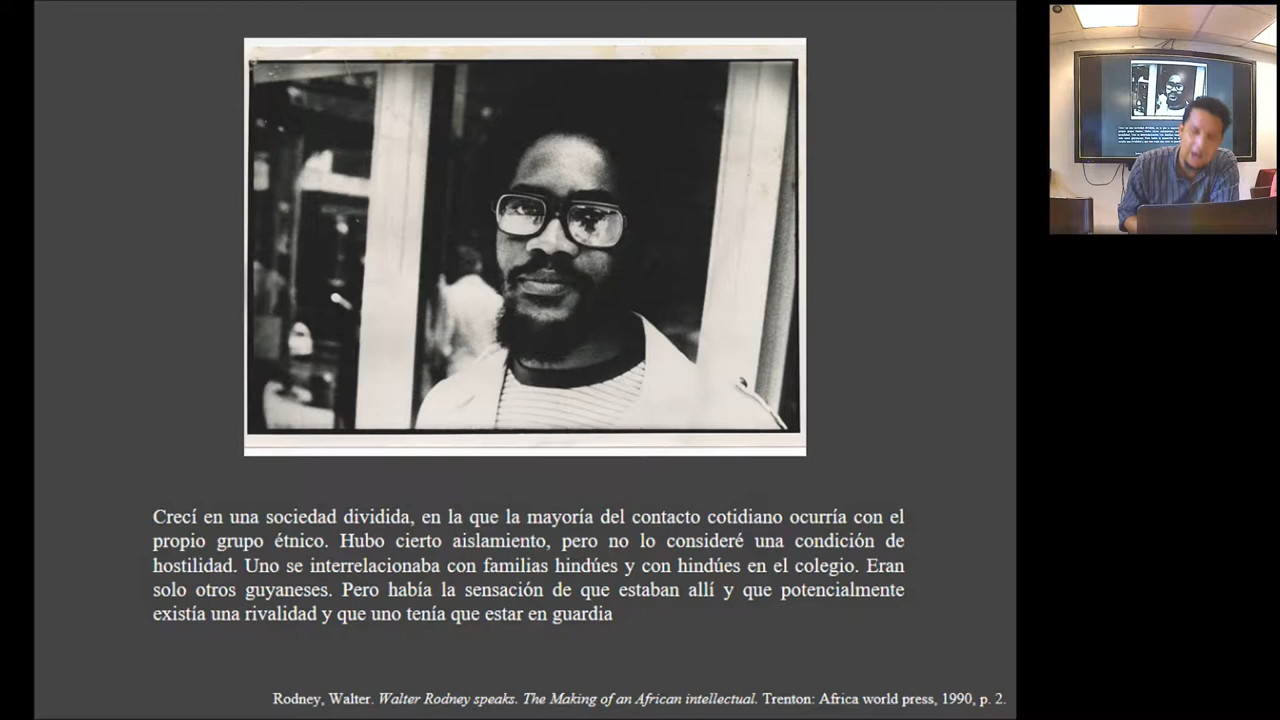 Crecí en una sociedad dividida, en la que la mayoría del contacto cotidiano ocurría con el
propio grupo étnico. Hubo cierto aislamiento, pero no lo consideré una condición de
hostilidad. Uno se interrelacionaba con familias hindúes y con hindúes en el colegio. Eran
solo otros guyaneses. Pero había la sensación de que estaban allí y que potencialmente
existía una rivalidad y que uno tenía que estar en guardia
Rodney, Walter. Walter Rodney speaks. The Making of an African intellectual. Trenton: Africa world press, 1990, p. 2.